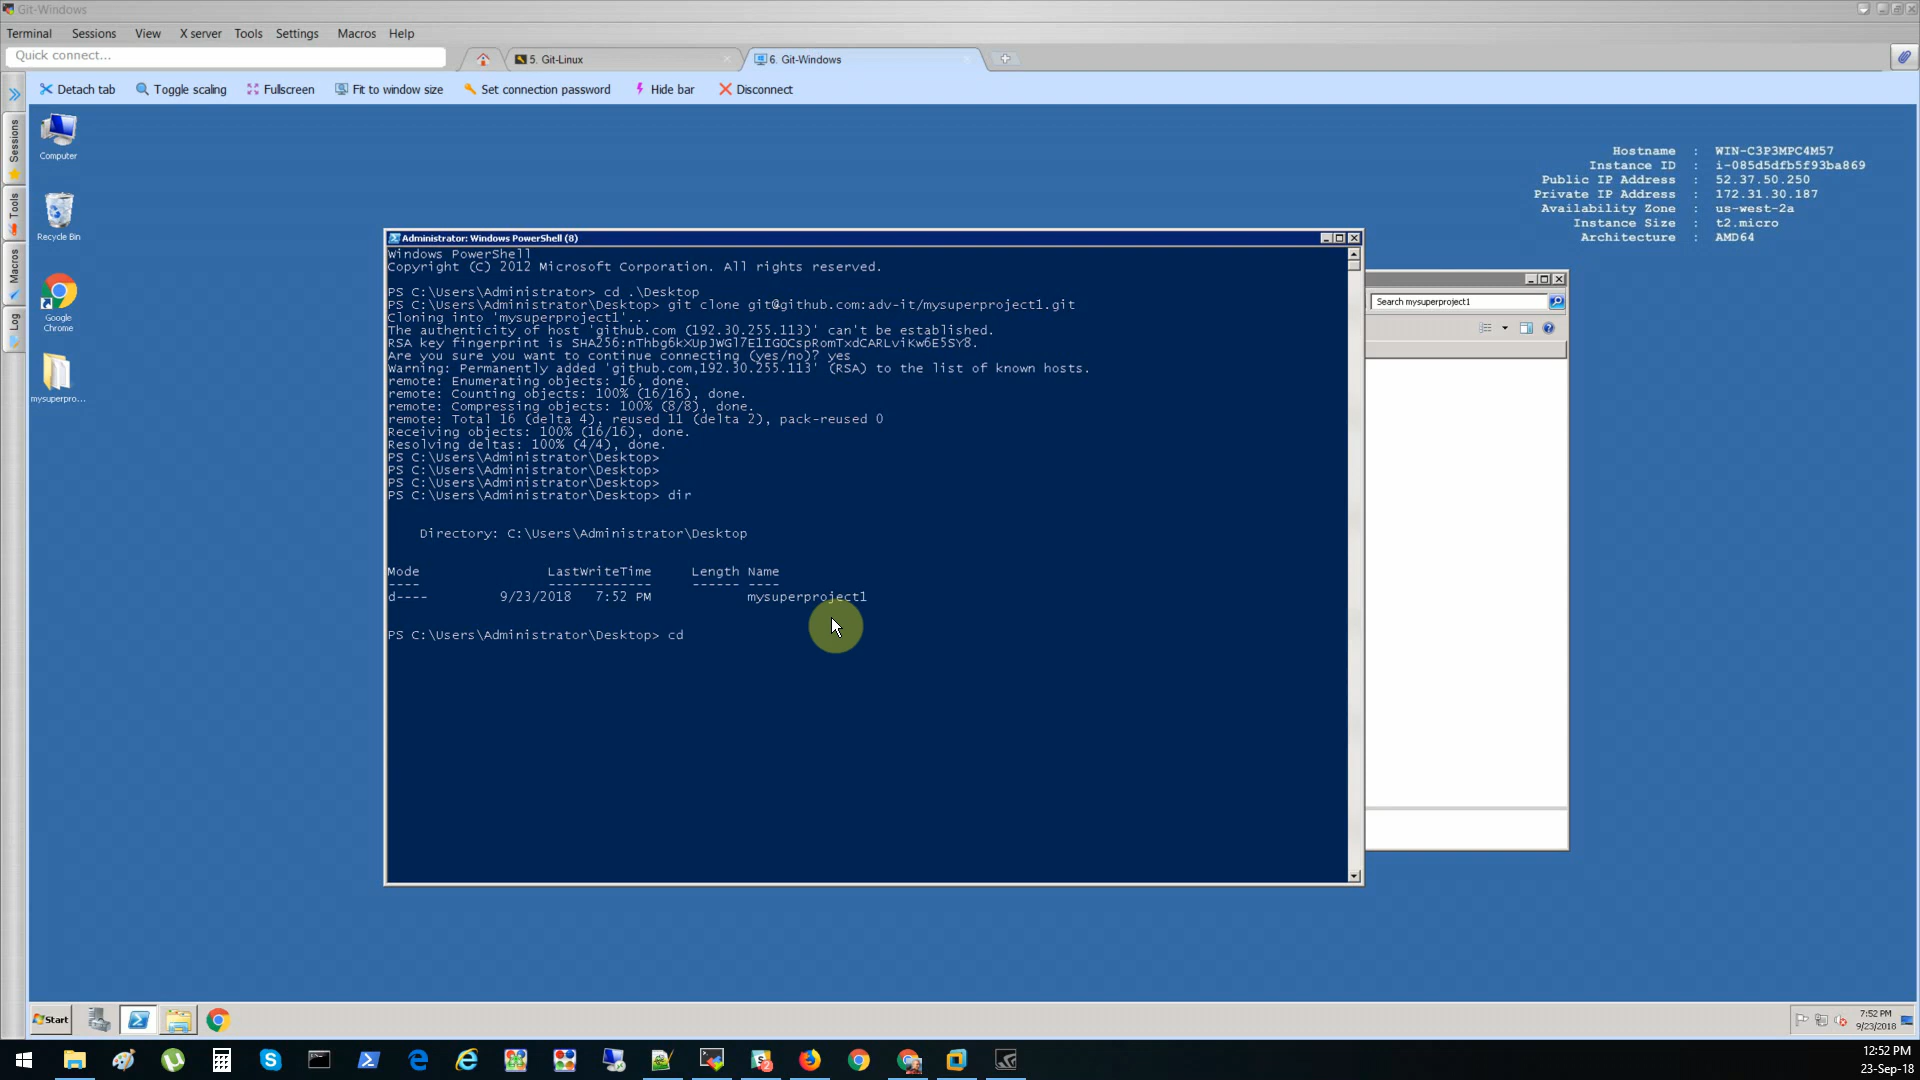 Git-Windows
Terminal Sessions View X server Tools Settings Macros Help
Quick connect...
5. Git-Linux
6. Git-Windows
Detach tab Toggle scaling Fullscreen Fit to window size Set connection password Hide bar Disconnect
Sessions
Tools
Macros
Log
Computer
Recycle Bin
Google Chrome
mysuperpro...
Hostname : WIN-C3P3MPC4M57
Instance ID : i-085d5dfb5f93ba869
Public IP Address : 52.37.50.250
Private IP Address : 172.31.30.187
Availability Zone : us-west-2a
Instance Size : t2.micro
Architecture : AMD64
Administrator: Windows PowerShell (8)
Windows PowerShell
Copyright (C) 2012 Microsoft Corporation. All rights reserved.
PS C:\Users\Administrator> cd .\Desktop
PS C:\Users\Administrator\Desktop> git clone git@github.com:adv-it/mysuperproject1.git
Cloning into 'mysuperproject1'...
The authenticity of host 'github.com (192.30.255.113)' can't be established.
RSA key fingerprint is SHA256:nThbg6kXUpJWGl7E1IGOCspRomTxdCARLviKw6E5SY8.
Are you sure you want to continue connecting (yes/no)? yes
Warning: Permanently added 'github.com,192.30.255.113' (RSA) to the list of known hosts.
remote: Enumerating objects: 16, done.
remote: Counting objects: 100% (16/16), done.
remote: Compressing objects: 100% (8/8), done.
remote: Total 16 (delta 4), reused 11 (delta 2), pack-reused 0
Receiving objects: 100% (16/16), done.
Resolving deltas: 100% (4/4), done.
PS C:\Users\Administrator\Desktop>
PS C:\Users\Administrator\Desktop>
PS C:\Users\Administrator\Desktop>
PS C:\Users\Administrator\Desktop> dir
Directory: C:\Users\Administrator\Desktop
Mode LastWriteTime Length Name
---- ------------- ------ ----
d---- 9/23/2018 7:52 PM mysuperproject1
PS C:\Users\Administrator\Desktop> cd
Search mysuperproject1
Start
7:52 PM
9/23/2018
12:52 PM
23-Sep-18